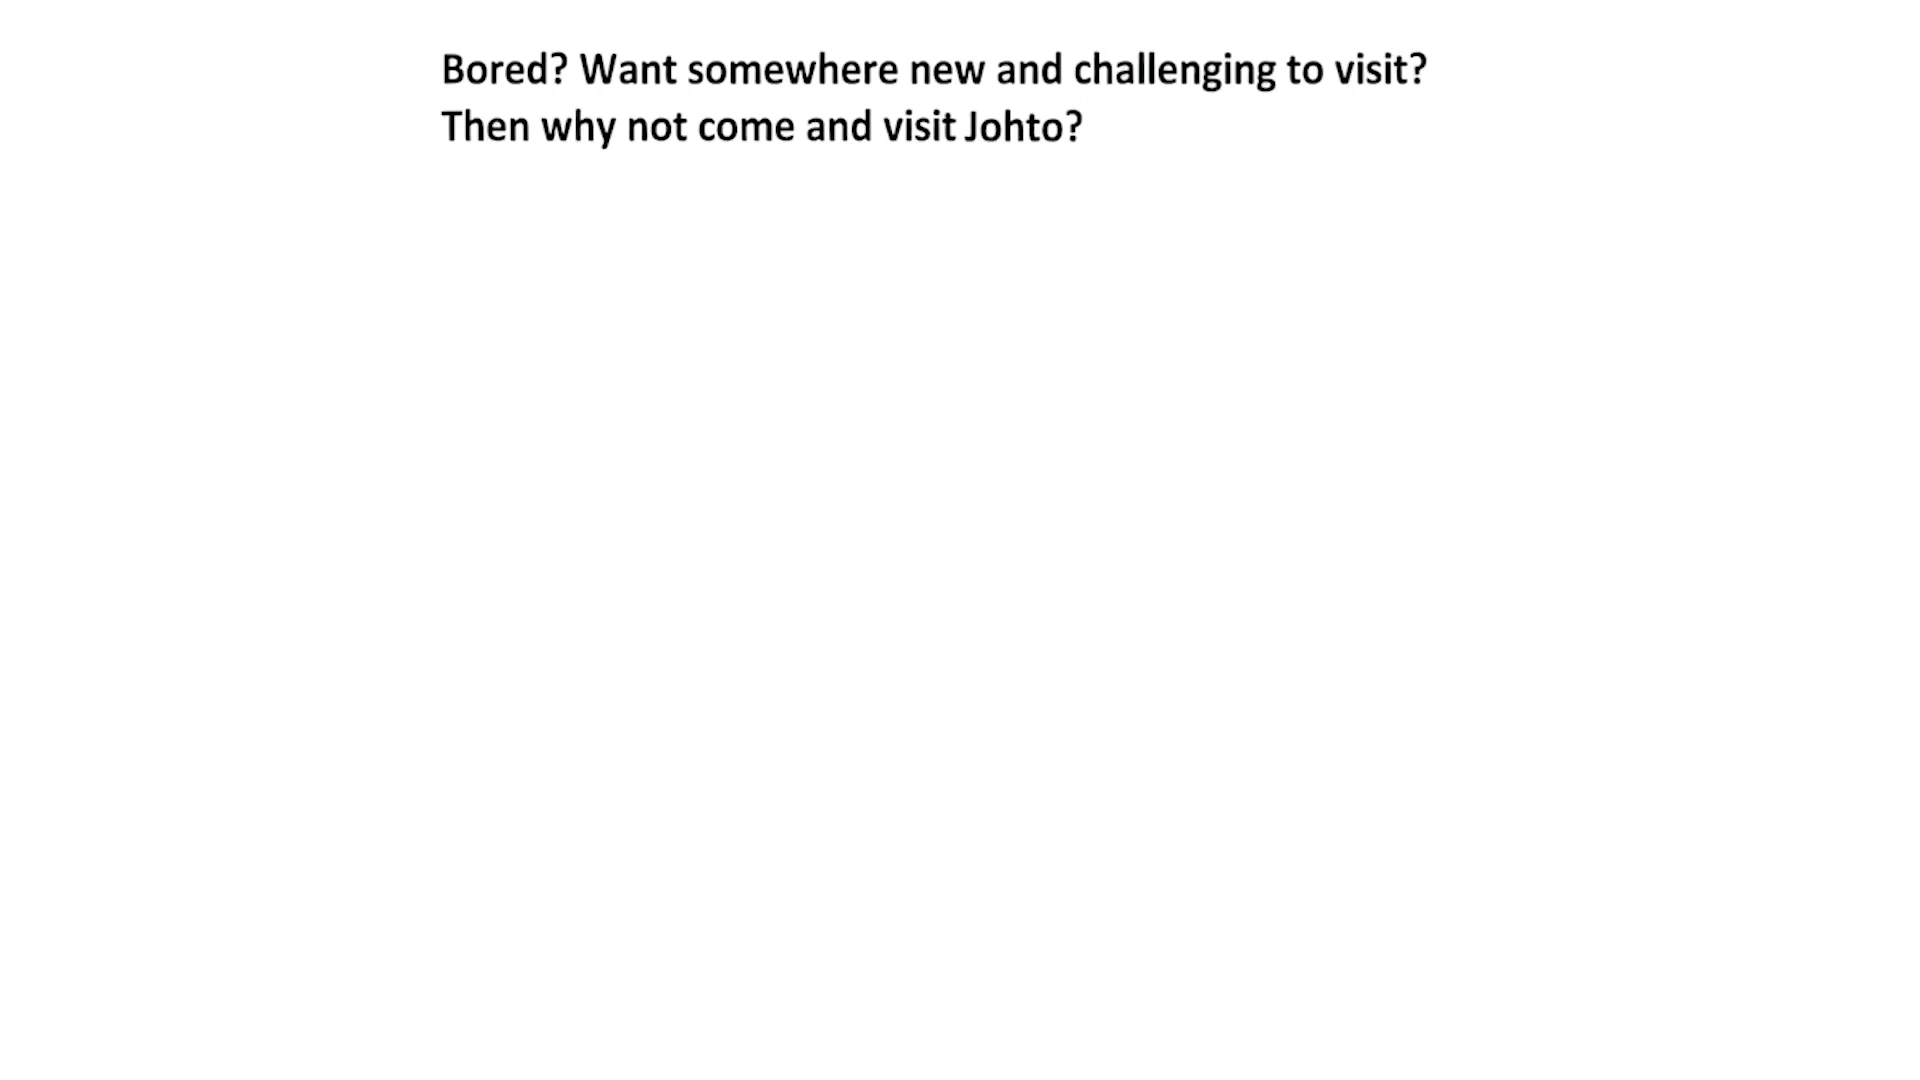 Bored? Want somewhere new and challenging to visit?
Then why not come and visit Johto?